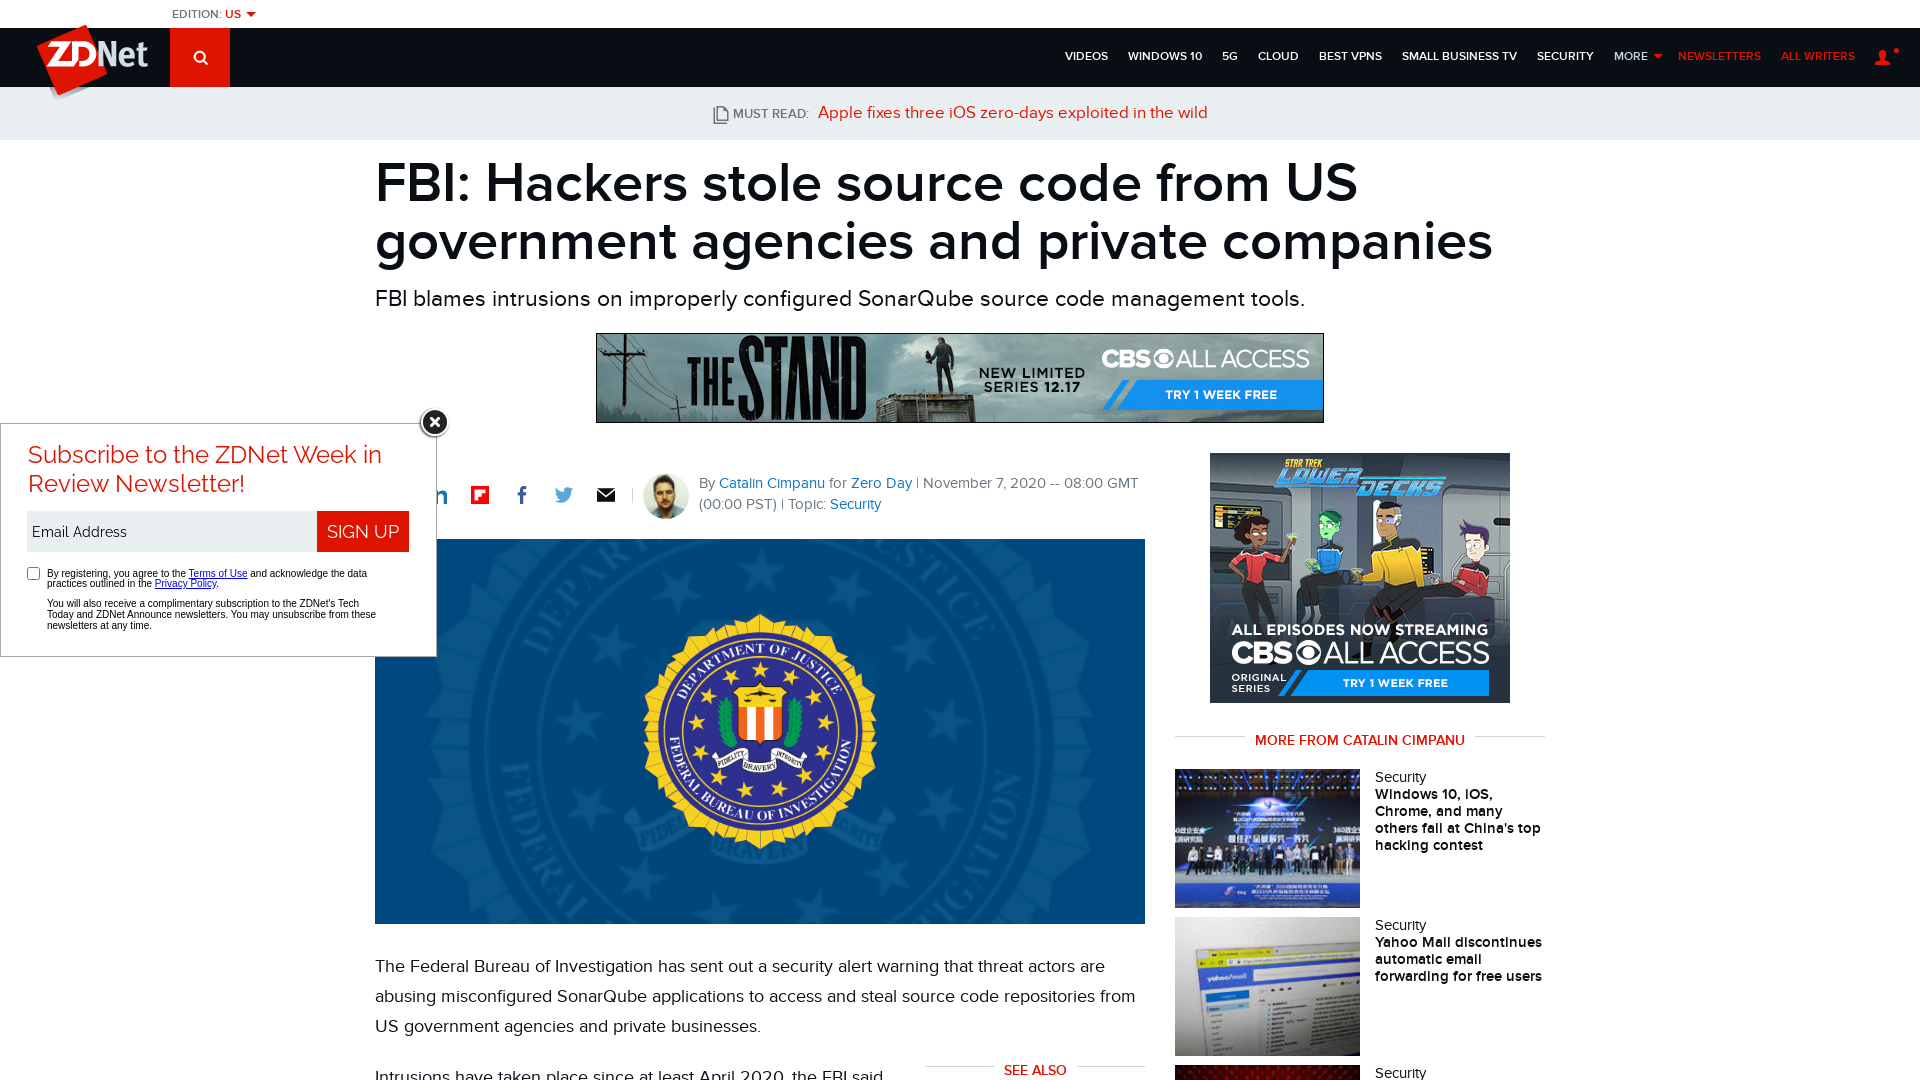 EDITION: US
ZDNet
VIDEOS WINDOWS 10 5G CLOUD BEST VPNS SMALL BUSINESS TV SECURITY MORE NEWSLETTERS ALL WRITERS
MUST READ: Apple fixes three iOS zero-days exploited in the wild
FBI: Hackers stole source code from US
government agencies and private companies
FBI blames intrusions on improperly configured SonarQube source code management tools.
THE STAND
NEW LIMITED
SERIES 12.17
CBS ALL ACCESS
TRY 1 WEEK FREE
Subscribe to the ZDNet Week in
Review Newsletter!
Email Address
SIGN UP
By registering, you agree to the Terms of Use and acknowledge the data
practices outlined in the Privacy Policy.
You will also receive a complimentary subscription to the ZDNet's Tech
Today and ZDNet Announce newsletters. You may unsubscribe from these
newsletters at any time.
By Catalin Cimpanu for Zero Day | November 7, 2020 -- 08:00 GMT
(00:00 PST) | Topic: Security
DEPARTMENT OF JUSTICE
FIDELITY BRAVERY INTEGRITY
FEDERAL BUREAU OF INVESTIGATION
The Federal Bureau of Investigation has sent out a security alert warning that threat actors are
abusing misconfigured SonarQube applications to access and steal source code repositories from
US government agencies and private businesses.
Intrusions have taken place since at least April 2020, the FBI said
SEE ALSO
STAR TREK
LOWER DECKS
ALL EPISODES NOW STREAMING
CBS ALL ACCESS
ORIGINAL
SERIES
TRY 1 WEEK FREE
MORE FROM CATALIN CIMPANU
Security
Windows 10, iOS,
Chrome, and many
others fall at China's top
hacking contest
Security
Yahoo Mail discontinues
automatic email
forwarding for free users
Security